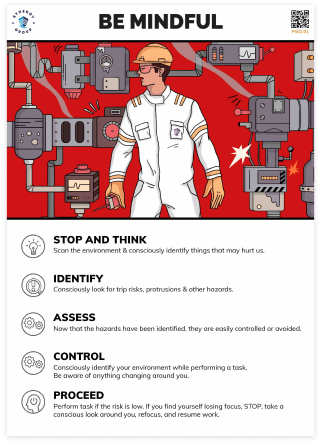 SYNERGY GROUP
BE MINDFUL
STOP AND THINK
Scan the environment & consciously identify things that may hurt us.
IDENTIFY
Consciously look for trip risks, protrusions & other hazards.
ASSESS
Now that the hazards have been identified, they are easily controlled or avoided.
CONTROL
Consciously identify your environment while performing a task.
Be aware of anything changing around you.
PROCEED
Perform task if the risk is low. If you find yourself losing focus, STOP, take a
conscious look around you, refocus, and resume work.